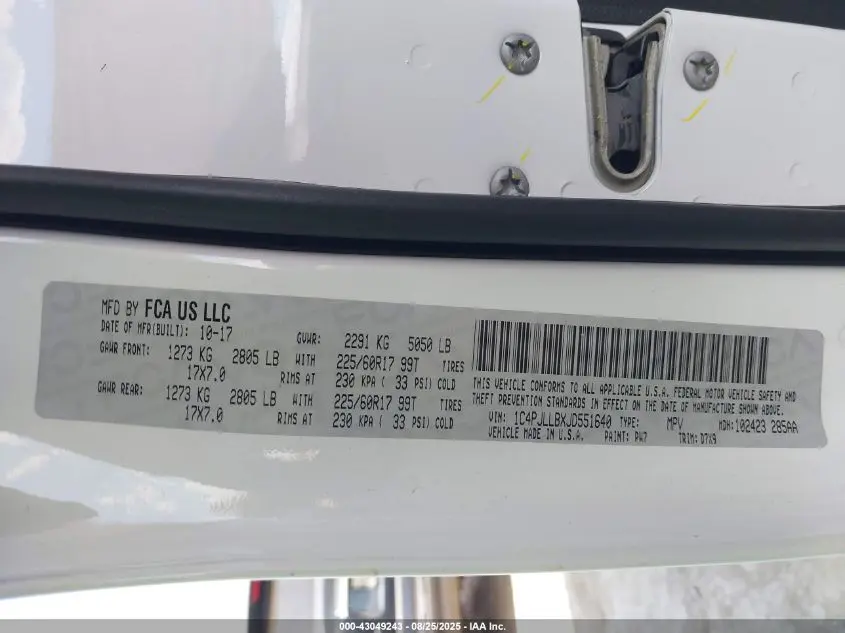 MFD BY FCA US LLC
DATE OF MFR(BUILT): 10-17 GVWR: 2291 KG 5050 LB
GAWR FRONT: 1273 KG 2805 LB WITH 225/60R17 99T TIRES
17X7.0 RIMS AT 230 KPA ( 33 PSI) COLD
GAWR REAR: 1273 KG 2805 LB WITH 225/60R17 99T TIRES
17X7.0 RIMS AT 230 KPA ( 33 PSI) COLD
THIS VEHICLE CONFORMS TO ALL APPLICABLE U.S.A. FEDERAL MOTOR VEHICLE SAFETY AND
THEFT PREVENTION STANDARDS IN EFFECT ON THE DATE OF MANUFACTURE SHOWN ABOVE.
VIN: 1C4PJLLBXJD551640 TYPE: MPV MDH:102423 285AA
VEHICLE MADE IN U.S.A. PAINT: PW7 TRIM: D7X9
000-43049243 - 08/25/2025 - IAA Inc.